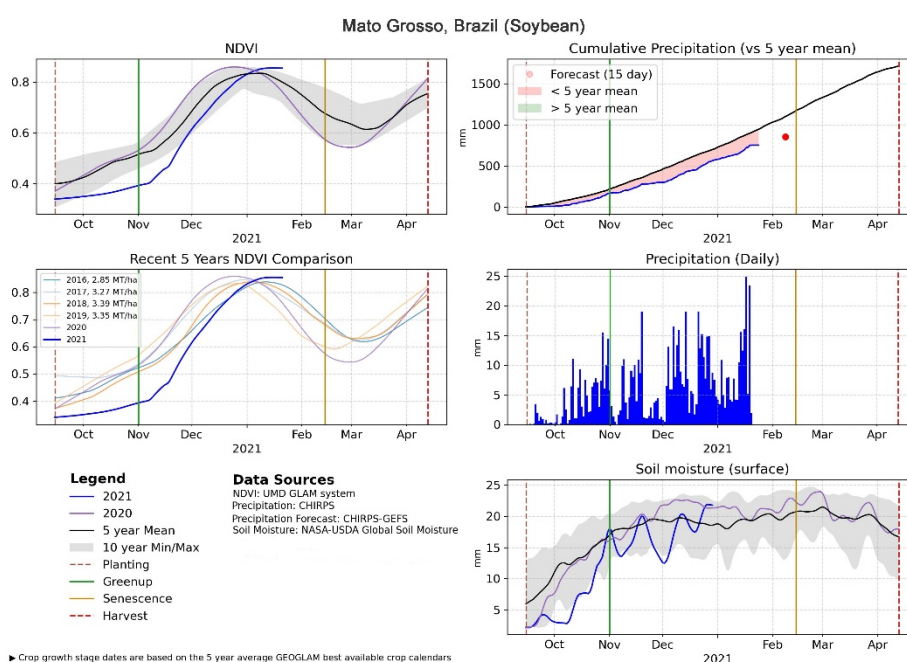 Mato Grosso, Brazil (Soybean)
NDVI
0.8
0.6
0.4
Oct
Nov
Dec
Feb
Mar
Apr
2021
Cumulative Precipitation (vs 5 year mean)
Forecast (15 day)
< 5 year mean
> 5 year mean
1500
1000
500
0
mm
Oct
Nov
Dec
Feb
Mar
Apr
2021
Recent 5 Years NDVI Comparison
2016, 2.85 MT/ha
2017, 3.27 MT/ha
2018, 3.39 MT/ha
2019, 3.35 MT/ha
2020
2021
0.8
0.7
0.6
0.5
0.4
Oct
Nov
Dec
Feb
Mar
Apr
2021
Precipitation (Daily)
25
20
15
10
5
0
mm
Oct
Nov
Dec
Feb
Mar
Apr
2021
Legend
2021
2020
5 year Mean
10 year Min/Max
Planting
Greenup
Senescence
Harvest
Data Sources
NDVI: UMD GLAM system
Precipitation: CHIRPS
Precipitation Forecast: CHIRPS-GEFS
Soil Moisture: NASA-USDA Global Soil Moisture
Soil moisture (surface)
25
20
15
10
5
mm
Oct
Nov
Dec
Feb
Mar
Apr
2021
▶ Crop growth stage dates are based on the 5 year average GEOGLAM best available crop calendars